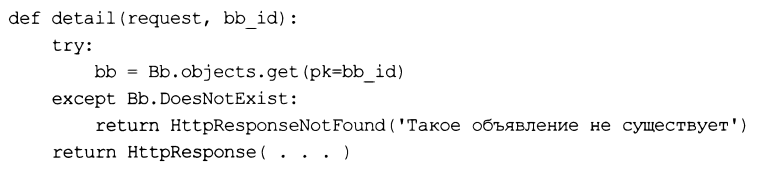 def detail(request, bb_id):
    try:
        bb = Bb.objects.get(pk=bb_id)
    except Bb.DoesNotExist:
        return HttpResponseNotFound('Такое объявление не существует')
    return HttpResponse( . . . )